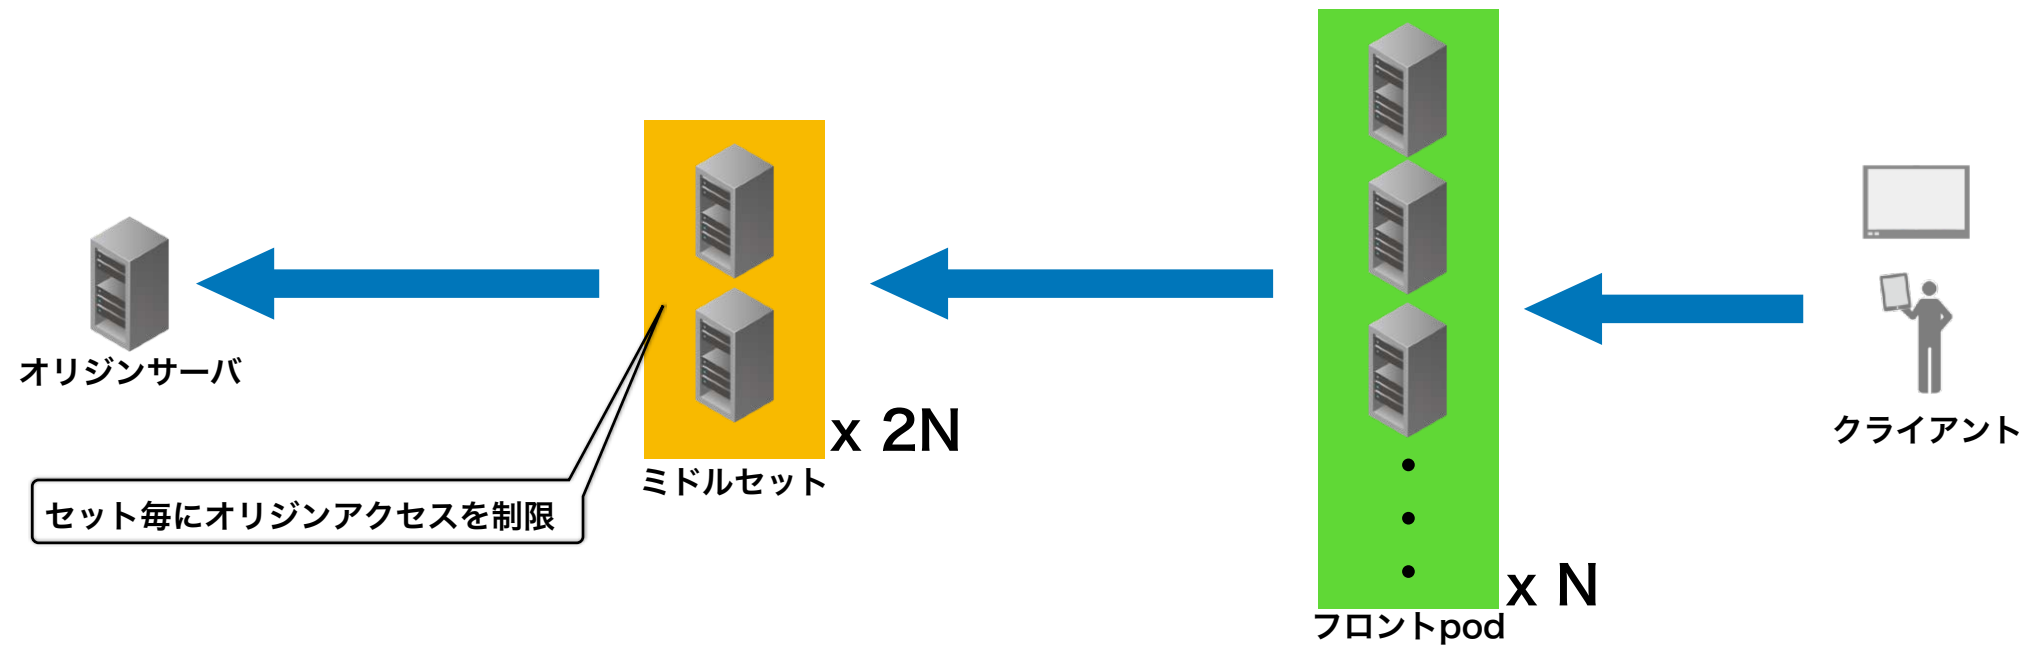 オリジンサーバ
セット毎にオリジンアクセスを制限
x 2N
ミドルセット
x N
フロントpod
クライアント